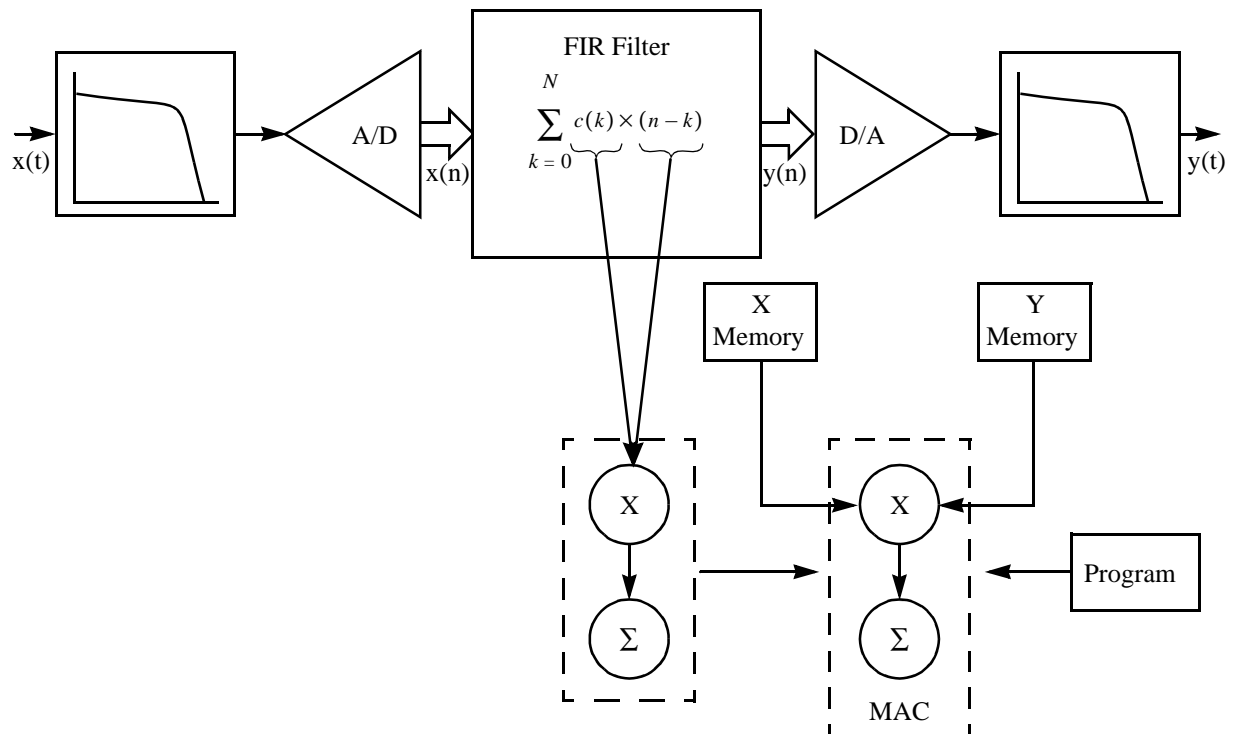 FIR Filter
N
∑ c(k) × (n – k)
k = 0
x(t)
A/D
x(n)
y(n)
D/A
y(t)
X
Memory
Y
Memory
X
Σ
X
Σ
MAC
Program